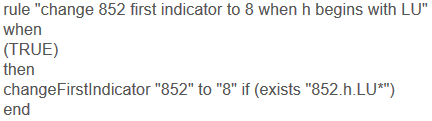 rule "change 852 first indicator to 8 when h begins with LU"
when
(TRUE)
then
changeFirstIndicator "852" to "8" if (exists "852.h.LU*")
end